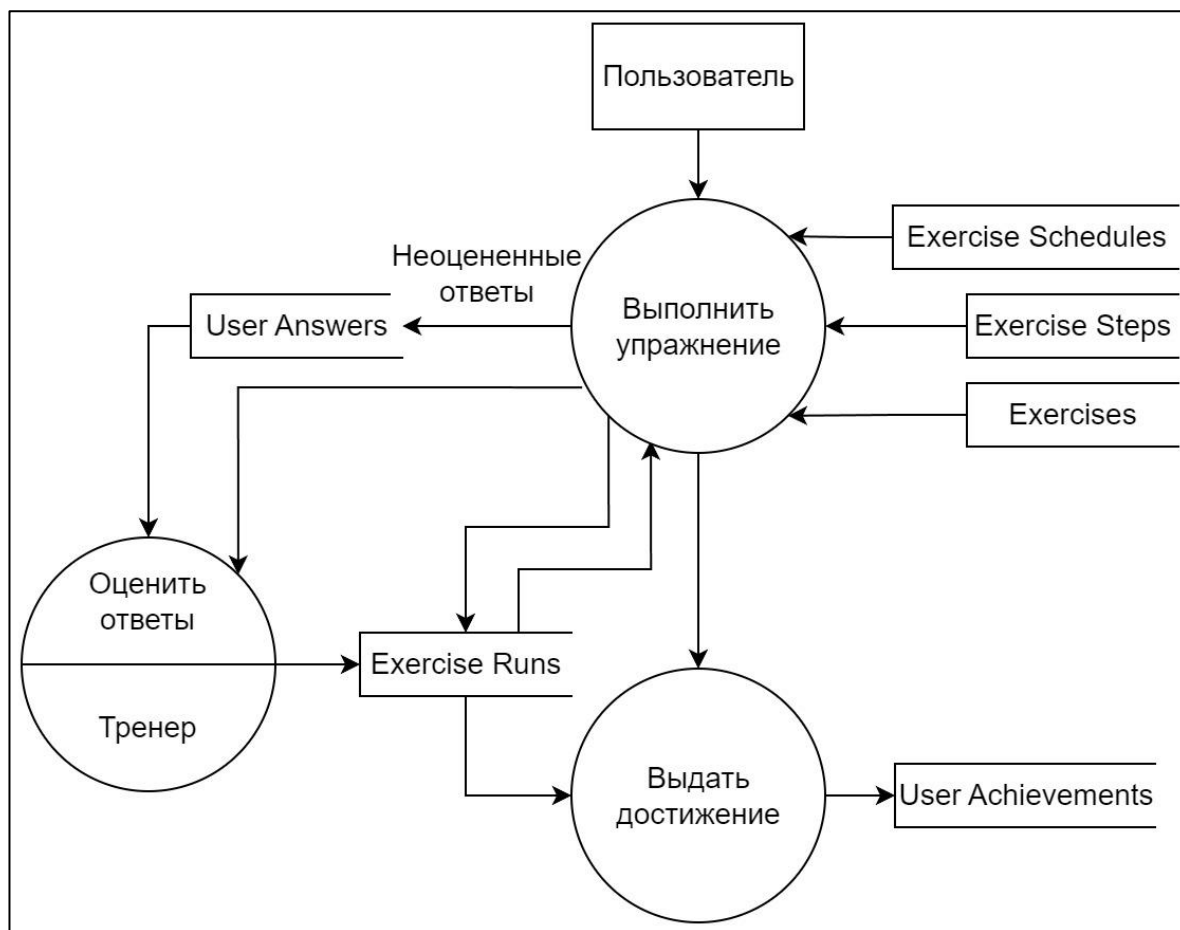 Пользователь
Exercise Schedules
Неоцененные
ответы
Выполнить
упражнение
User Answers
Exercise Steps
Exercises
Оценить
ответы
Тренер
Exercise Runs
Выдать
достижение
User Achievements